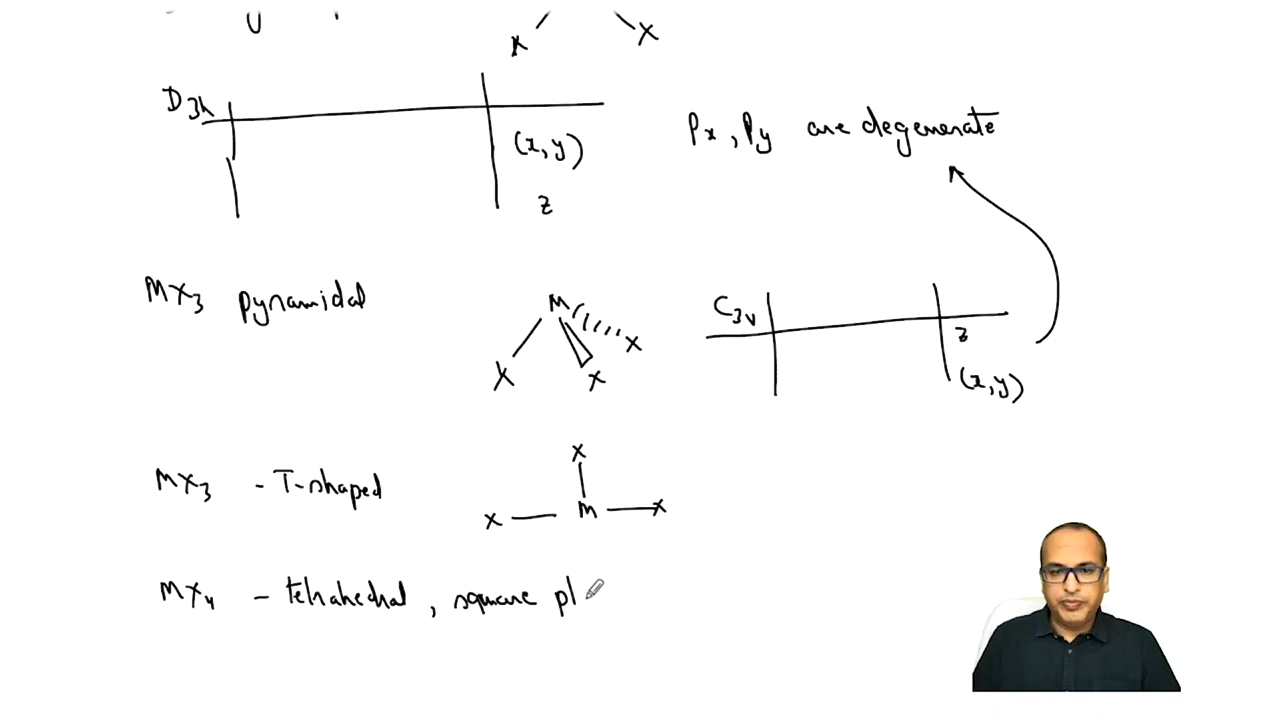 X X
D3h
(x,y)
z
Px, Py are degenerate
MX3 pyramidal
M
X X X
C3v
z
(x,y)
MX3 - T-shaped
X
X M X
MX4 - tetrahedral, square pl